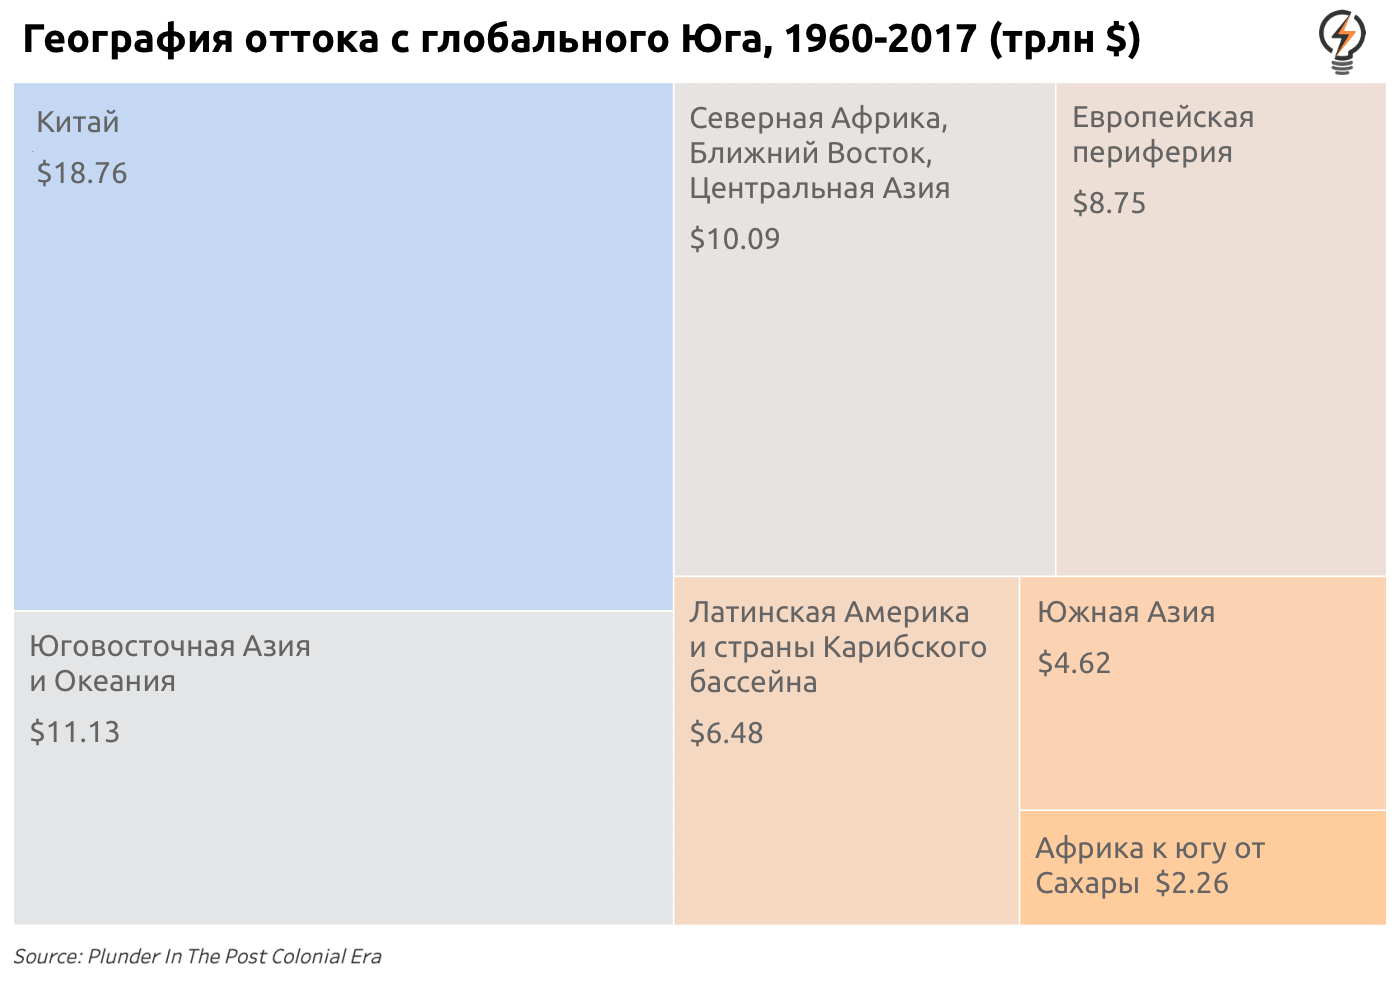 География оттока с глобального Юга, 1960-2017 (трлн $)
Китай
$18.76
Северная Африка,
Ближний Восток,
Центральная Азия
$10.09
Европейская
периферия
$8.75
Юговосточная Азия
и Океания
$11.13
Латинская Америка
и страны Карибского
бассейна
$6.48
Южная Азия
$4.62
Африка к югу от
Сахары $2.26
Source: Plunder In The Post Colonial Era